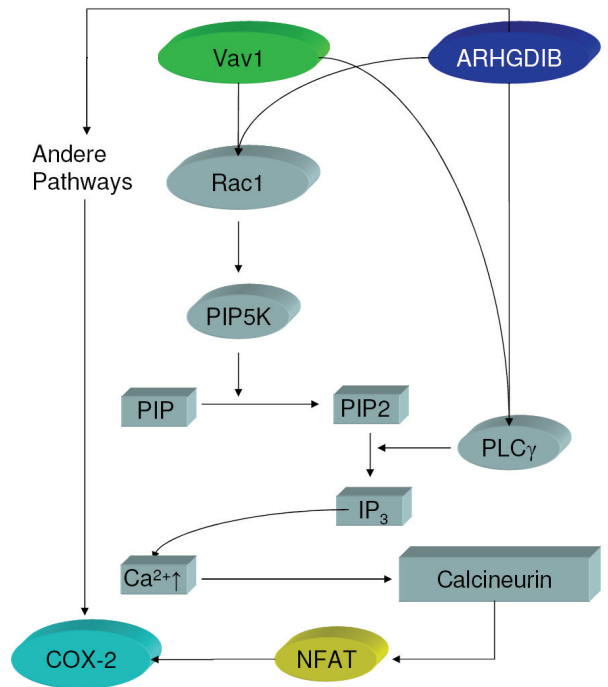 Vav1
ARHGDIB
Andere
Pathways
Rac1
PIP5K
PIP
PIP2
PLCγ
IP₃
Ca²⁺↑
Calcineurin
COX-2
NFAT